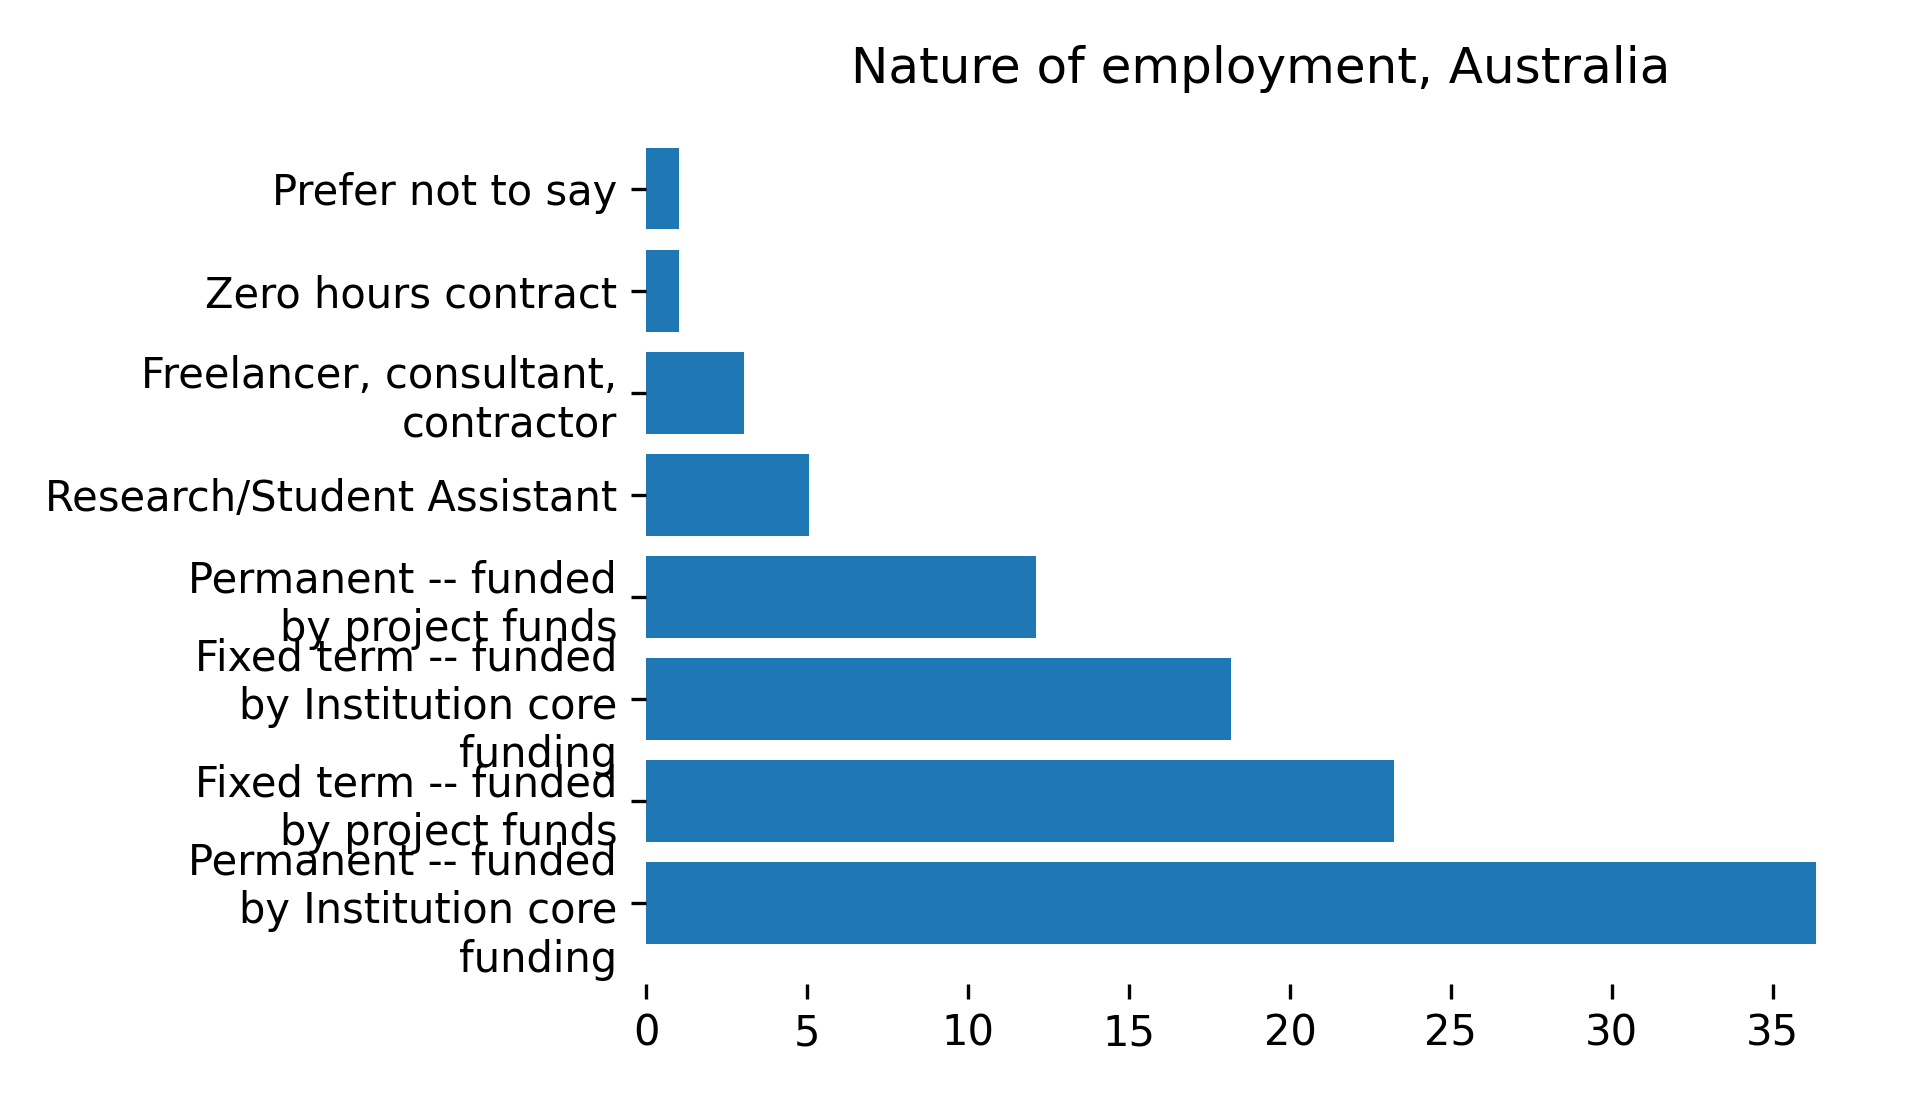 Nature of employment, Australia
Prefer not to say
Zero hours contract
Freelancer, consultant,
contractor
Research/Student Assistant
Permanent -- funded
by project funds
Fixed term -- funded
by Institution core
funding
Fixed term -- funded
by project funds
Permanent -- funded
by Institution core
funding
0 5 10 15 20 25 30 35